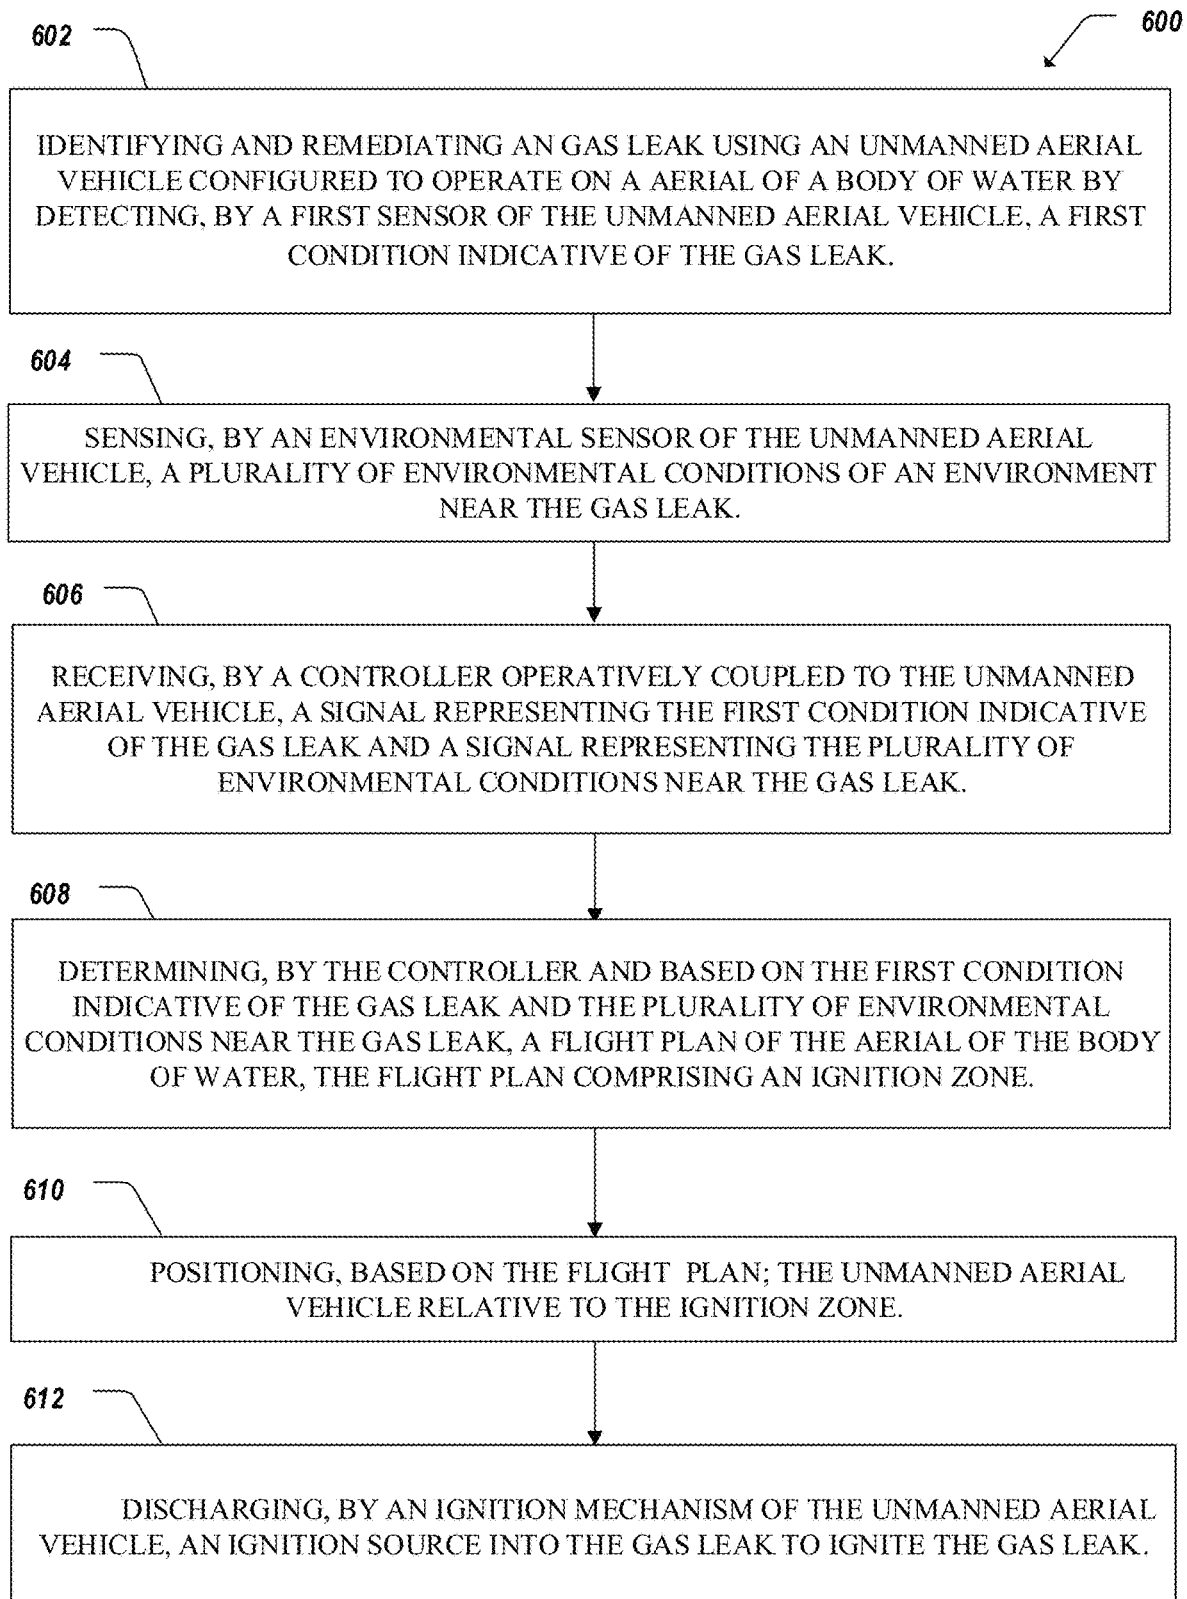 602
600
IDENTIFYING AND REMEDIATING AN GAS LEAK USING AN UNMANNED AERIAL
VEHICLE CONFIGURED TO OPERATE ON A AERIAL OF A BODY OF WATER BY
DETECTING, BY A FIRST SENSOR OF THE UNMANNED AERIAL VEHICLE, A FIRST
CONDITION INDICATIVE OF THE GAS LEAK.
604
SENSING, BY AN ENVIRONMENTAL SENSOR OF THE UNMANNED AERIAL
VEHICLE, A PLURALITY OF ENVIRONMENTAL CONDITIONS OF AN ENVIRONMENT
NEAR THE GAS LEAK.
606
RECEIVING, BY A CONTROLLER OPERATIVELY COUPLED TO THE UNMANNED
AERIAL VEHICLE, A SIGNAL REPRESENTING THE FIRST CONDITION INDICATIVE
OF THE GAS LEAK AND A SIGNAL REPRESENTING THE PLURALITY OF
ENVIRONMENTAL CONDITIONS NEAR THE GAS LEAK.
608
DETERMINING, BY THE CONTROLLER AND BASED ON THE FIRST CONDITION
INDICATIVE OF THE GAS LEAK AND THE PLURALITY OF ENVIRONMENTAL
CONDITIONS NEAR THE GAS LEAK, A FLIGHT PLAN OF THE AERIAL OF THE BODY
OF WATER, THE FLIGHT PLAN COMPRISING AN IGNITION ZONE.
610
POSITIONING, BASED ON THE FLIGHT PLAN; THE UNMANNED AERIAL
VEHICLE RELATIVE TO THE IGNITION ZONE.
612
DISCHARGING, BY AN IGNITION MECHANISM OF THE UNMANNED AERIAL
VEHICLE, AN IGNITION SOURCE INTO THE GAS LEAK TO IGNITE THE GAS LEAK.